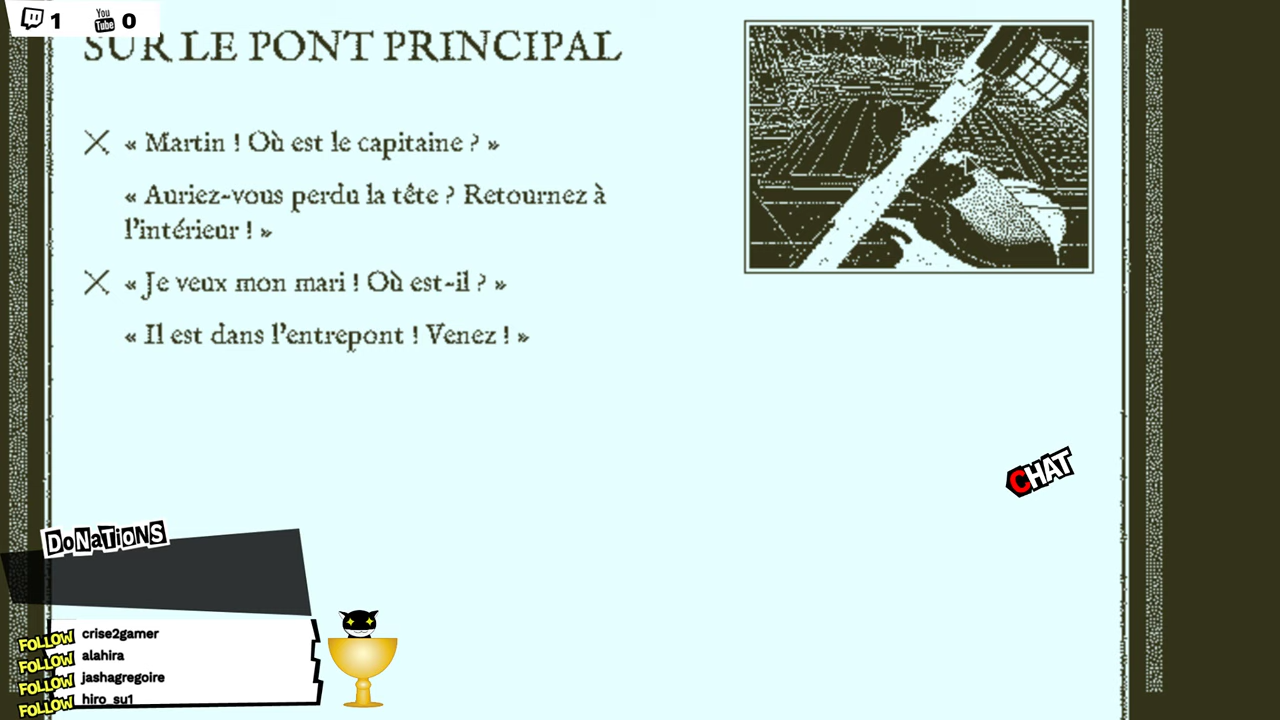 1
You
Tube
0
SUR LE PONT PRINCIPAL
« Martin ! Où est le capitaine ? »
« Auriez-vous perdu la tête ? Retournez à
l'intérieur ! »
« Je veux mon mari ! Où est-il ? »
« Il est dans l'entrepont ! Venez ! »
CHAT
DoNaTiONS
FOLLOW crise2gamer
FOLLOW alahira
FOLLOW jashagregoire
FOLLOW hiro_su1